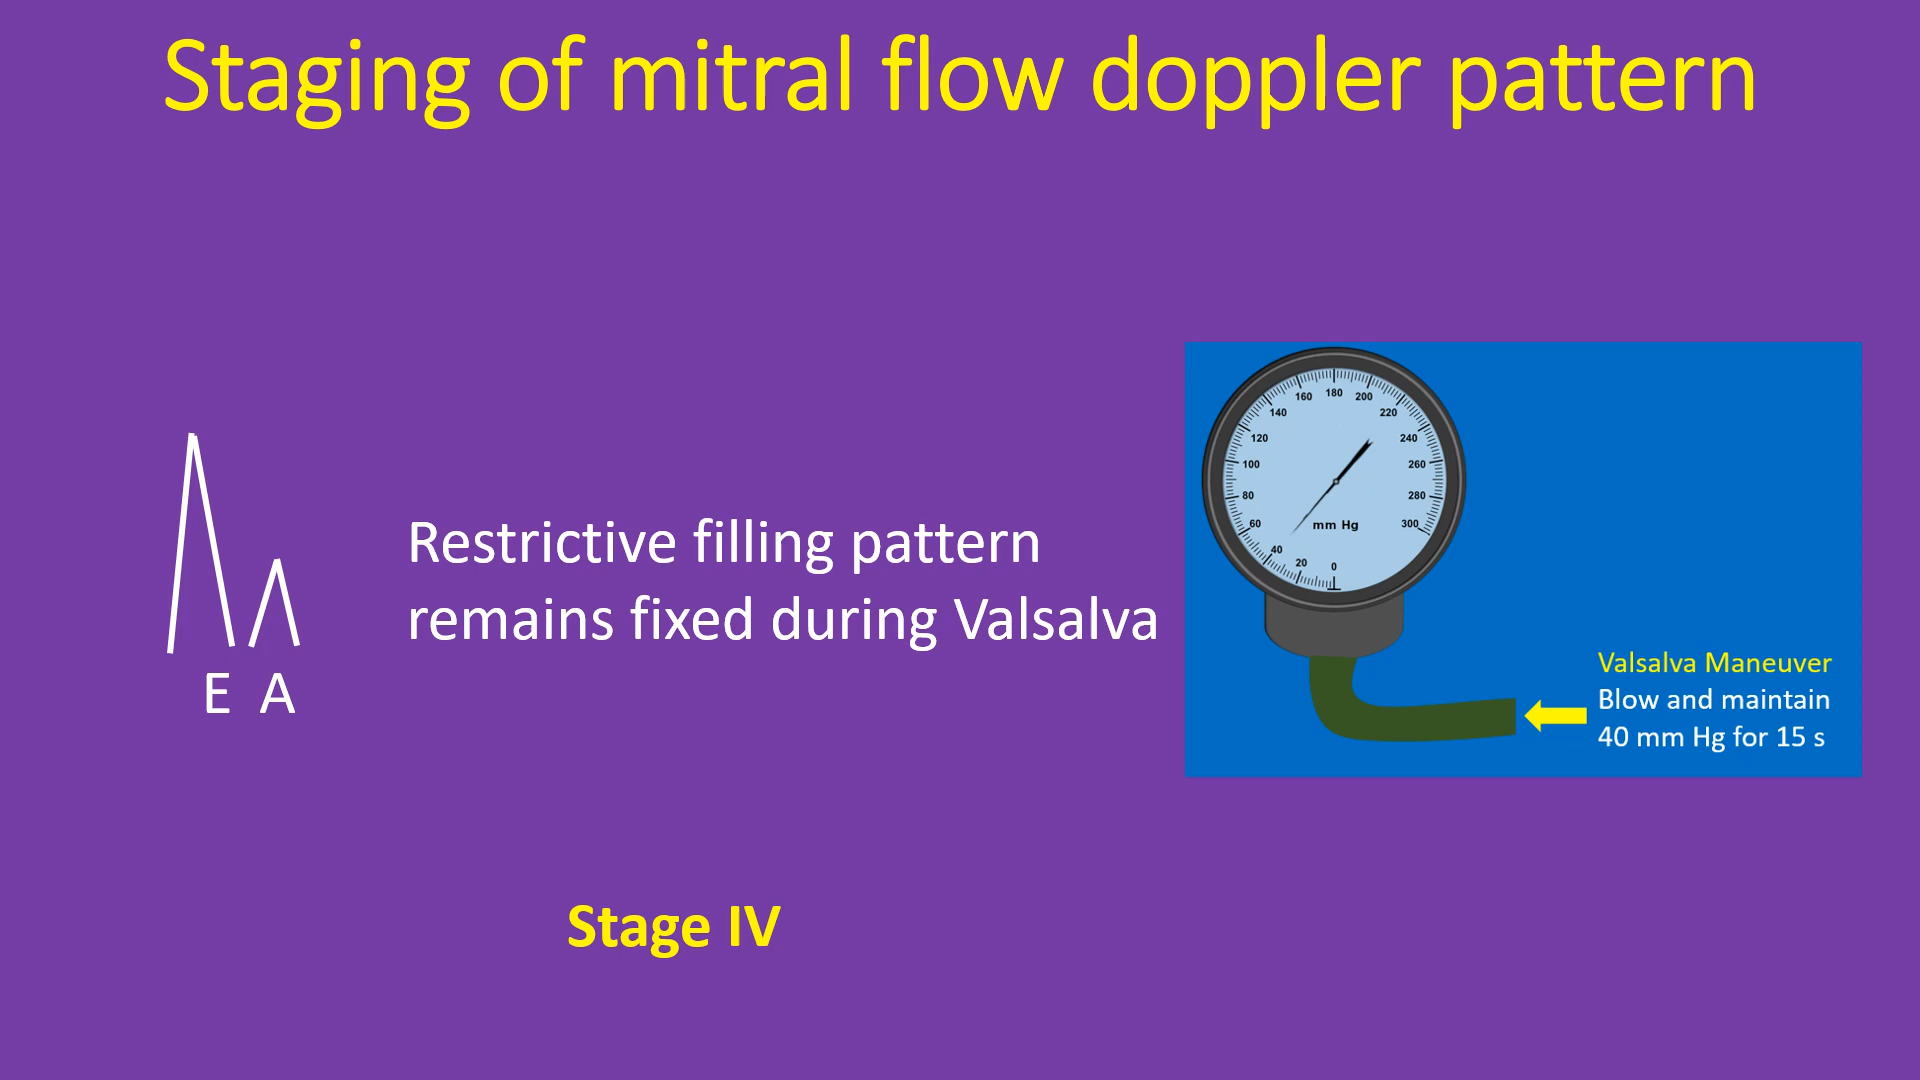 Staging of mitral flow doppler pattern
E A
Restrictive filling pattern
remains fixed during Valsalva
0
20
40
60
80
100
120
140
160
180
200
220
240
260
280
300
mm Hg
Valsalva Maneuver
Blow and maintain
40 mm Hg for 15 s
Stage IV